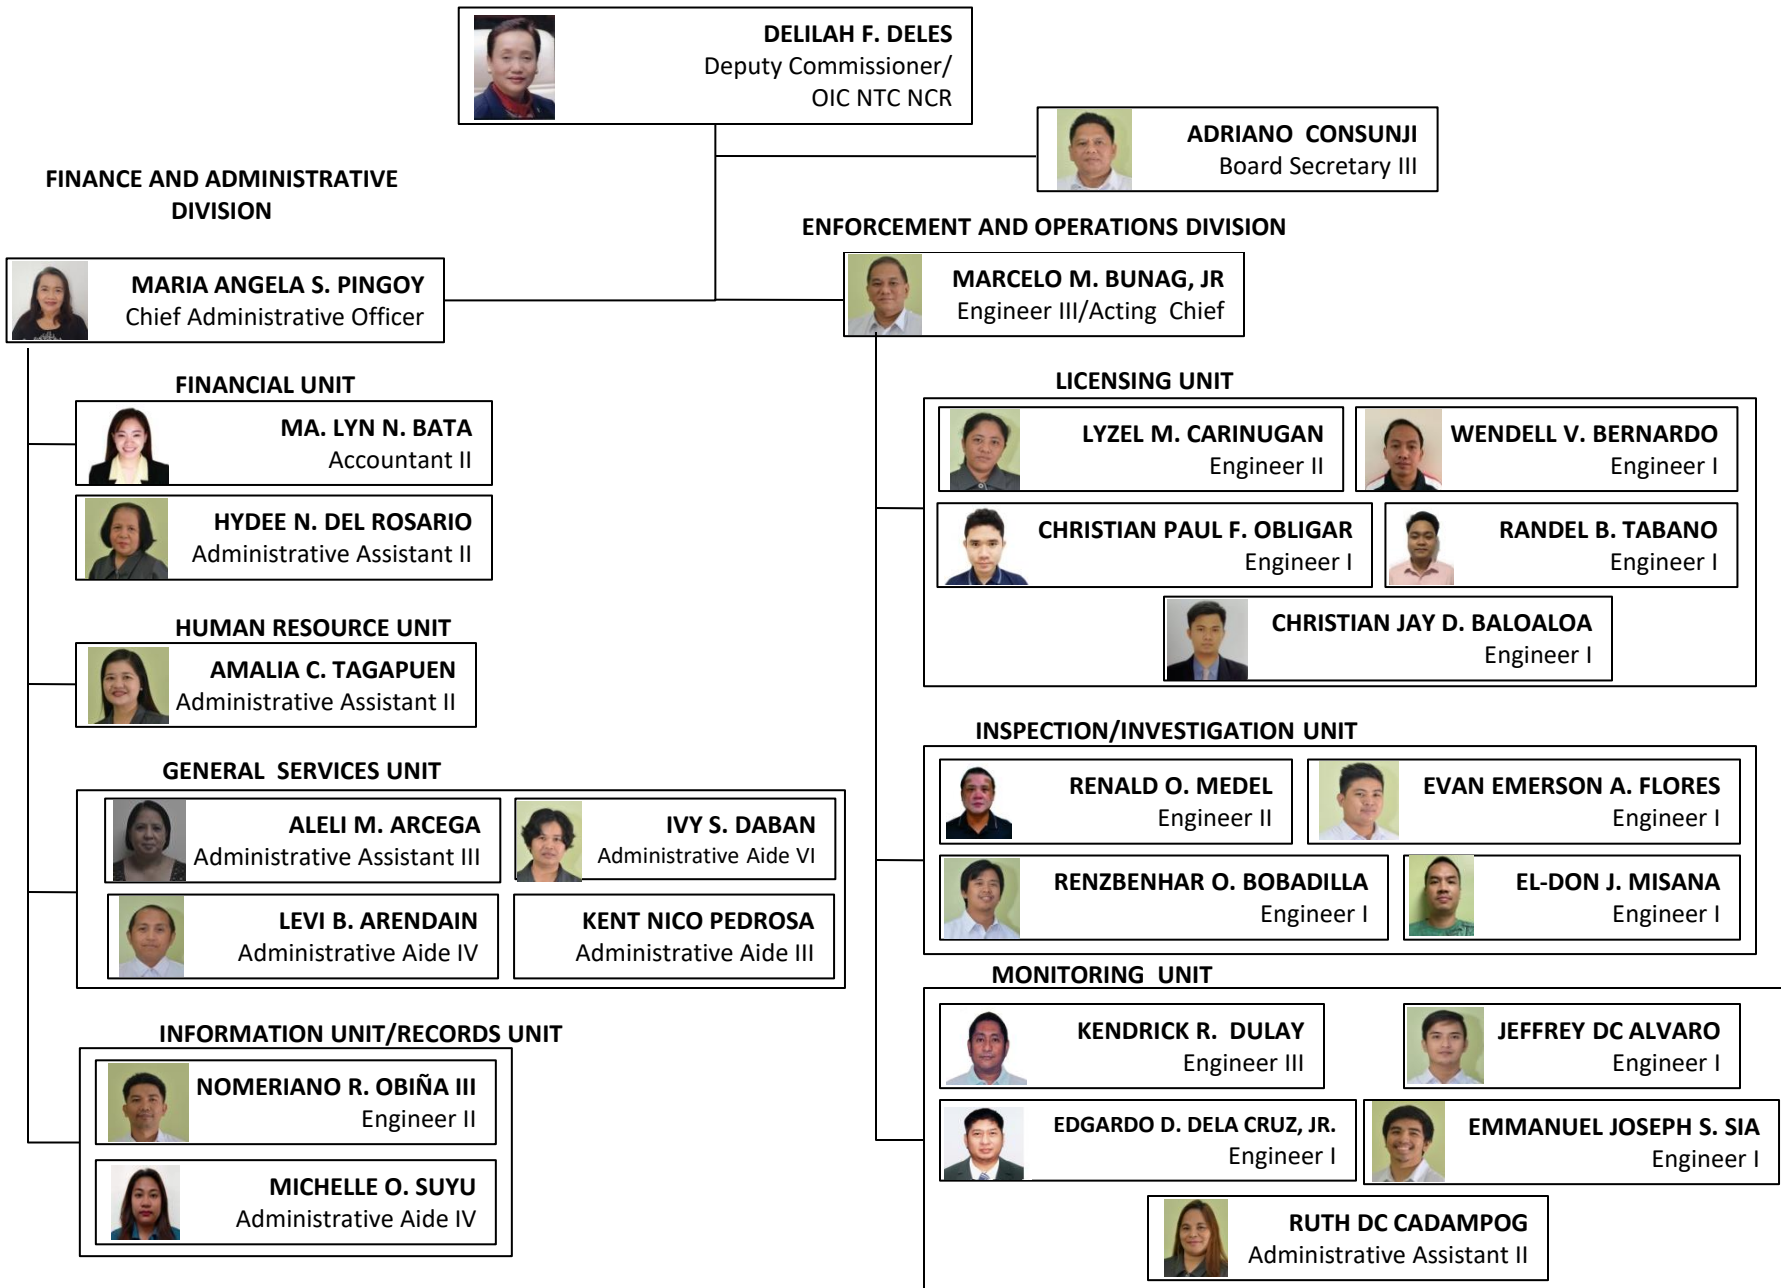 DELILAH F. DELES
Deputy Commissioner/
OIC NTC NCR
ADRIANO CONSUNJI
Board Secretary III
FINANCE AND ADMINISTRATIVE
DIVISION
MARIA ANGELA S. PINGOY
Chief Administrative Officer
FINANCIAL UNIT
MA. LYN N. BATA
Accountant II
HYDEE N. DEL ROSARIO
Administrative Assistant II
HUMAN RESOURCE UNIT
AMALIA C. TAGAPUEN
Administrative Assistant II
GENERAL SERVICES UNIT
ALELI M. ARCEGA
Administrative Assistant III
IVY S. DABAN
Administrative Aide VI
LEVI B. ARENDAIN
Administrative Aide IV
KENT NICO PEDROSA
Administrative Aide III
INFORMATION UNIT/RECORDS UNIT
NOMERIANO R. OBIÑA III
Engineer II
MICHELLE O. SUYU
Administrative Aide IV
ENFORCEMENT AND OPERATIONS DIVISION
MARCELO M. BUNAG, JR
Engineer III/Acting Chief
LICENSING UNIT
LYZEL M. CARINUGAN
Engineer II
WENDELL V. BERNARDO
Engineer I
CHRISTIAN PAUL F. OBLIGAR
Engineer I
RANDEL B. TABANO
Engineer I
CHRISTIAN JAY D. BALOALOA
Engineer I
INSPECTION/INVESTIGATION UNIT
RENALD O. MEDEL
Engineer II
EVAN EMERSON A. FLORES
Engineer I
RENZBENHAR O. BOBADILLA
Engineer I
EL-DON J. MISANA
Engineer I
MONITORING UNIT
KENDRICK R. DULAY
Engineer III
JEFFREY DC ALVARO
Engineer I
EDGARDO D. DELA CRUZ, JR.
Engineer I
EMMANUEL JOSEPH S. SIA
Engineer I
RUTH DC CADAMPOG
Administrative Assistant II